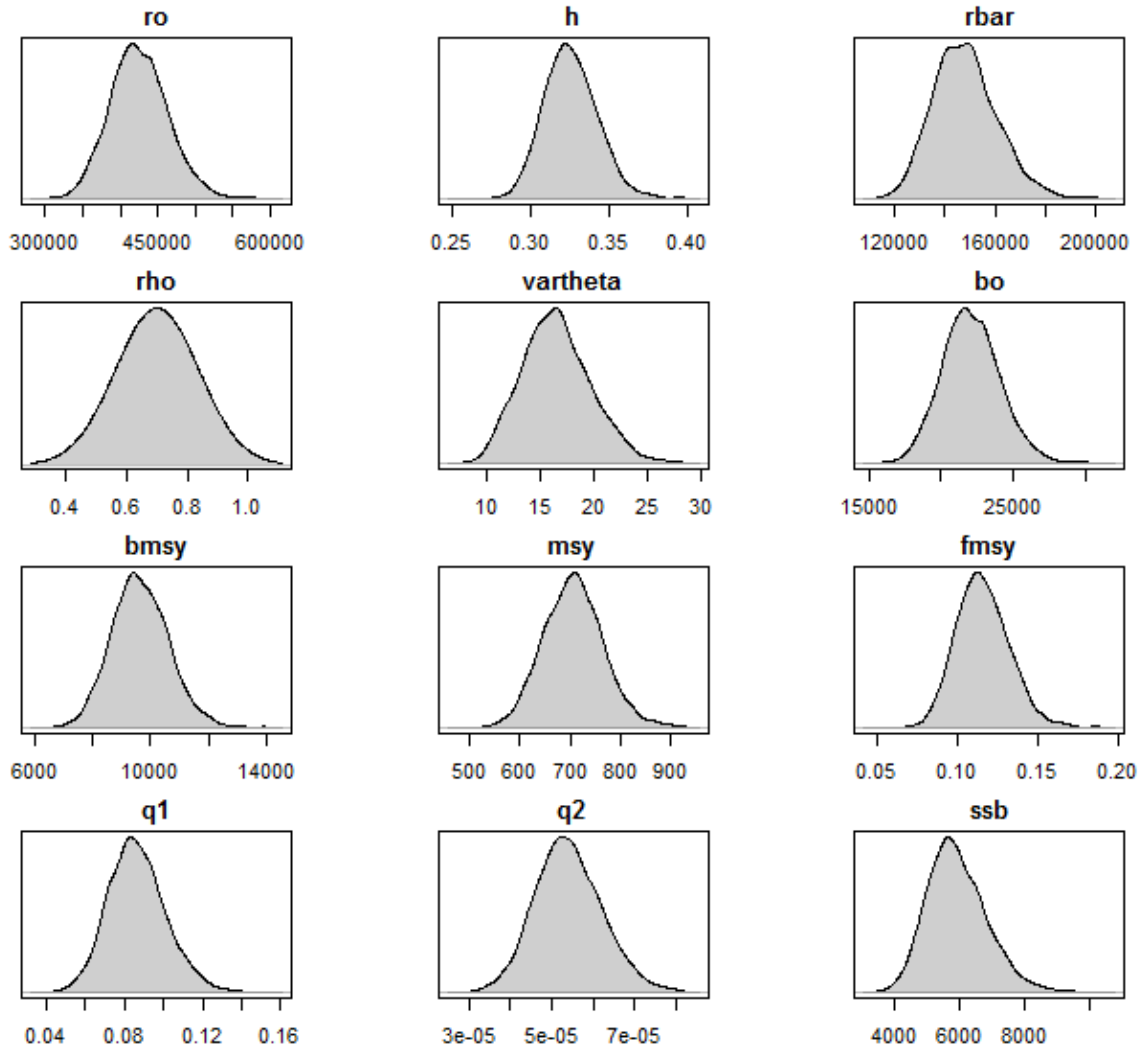 ro h rbar
300000 450000 600000 0.25 0.30 0.35 0.40 120000 160000 200000
rho vartheta bo
0.4 0.6 0.8 1.0 10 15 20 25 30 15000 25000
bmsy msy fmsy
6000 10000 14000 500 600 700 800 900 0.05 0.10 0.15 0.20
q1 q2 ssb
0.04 0.08 0.12 0.16 3e-05 5e-05 7e-05 4000 6000 8000